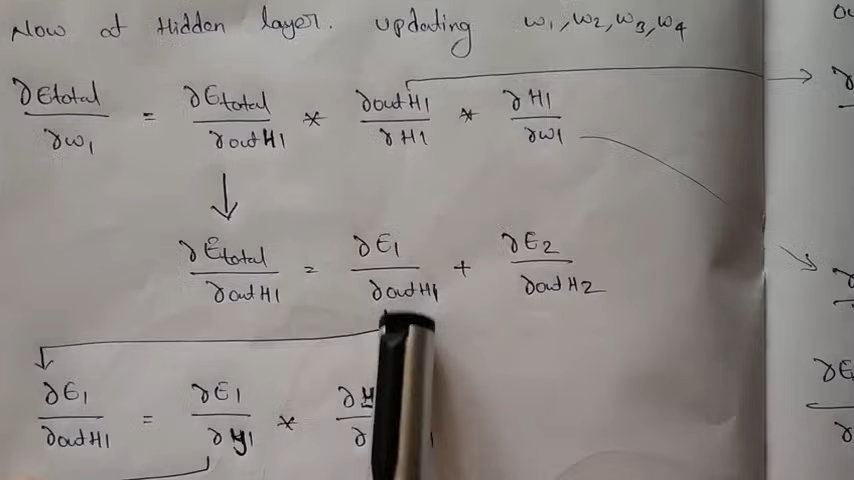 Now at Hidden layer. updating w1, w2, w3, w4
∂Etotal/∂w1 = ∂Etotal/∂outH1 * ∂outH1/∂H1 * ∂H1/∂w1
∂Etotal/∂outH1 = ∂E1/∂outH1 + ∂E2/∂outH2
∂E1/∂outH1 = ∂E1/∂y1 *